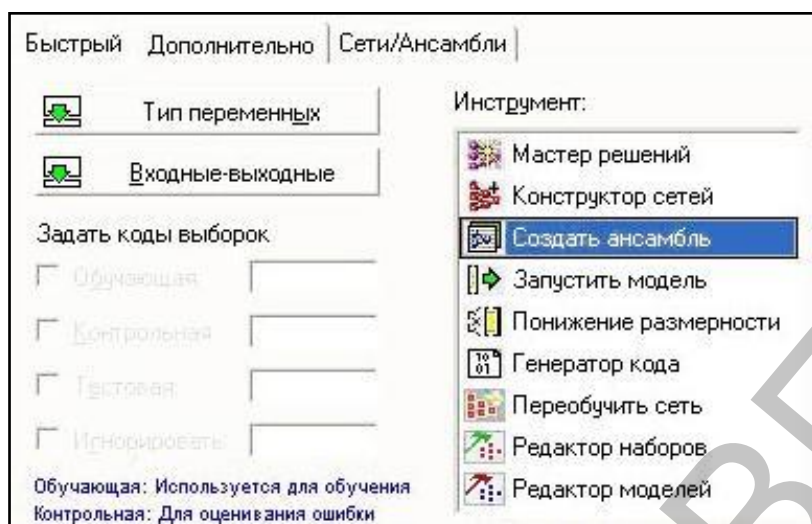 Быстрый Дополнительно Сети/Ансамбли
Тип переменных
Входные-выходные
Задать коды выборок
Обучающая
Контрольная
Тестовая
Игнорировать:
Обучающая: Используется для обучения
Контрольная: Для оценивания ошибки
Инструмент:
Мастер решений
Конструктор сетей
Создать ансамбль
Запустить модель
Понижение размерности
Генератор кода
Переобучить сеть
Редактор наборов
Редактор моделей